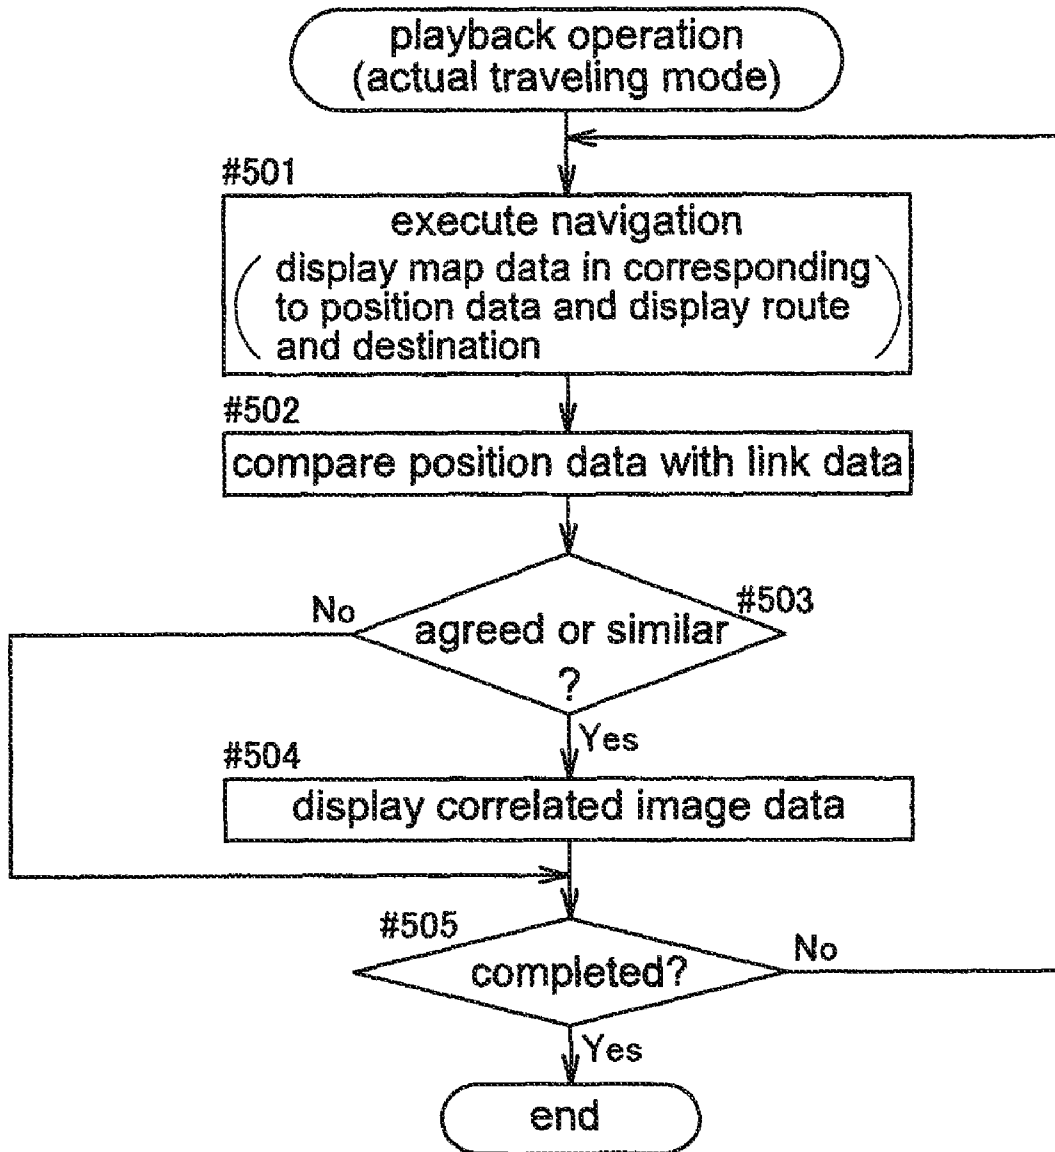 playback operation
(actual traveling mode)
#501
execute navigation
( display map data in corresponding
to position data and display route
and destination )
#502
compare position data with link data
No
#503
agreed or similar
?
Yes
#504
display correlated image data
#505
No
completed?
Yes
end